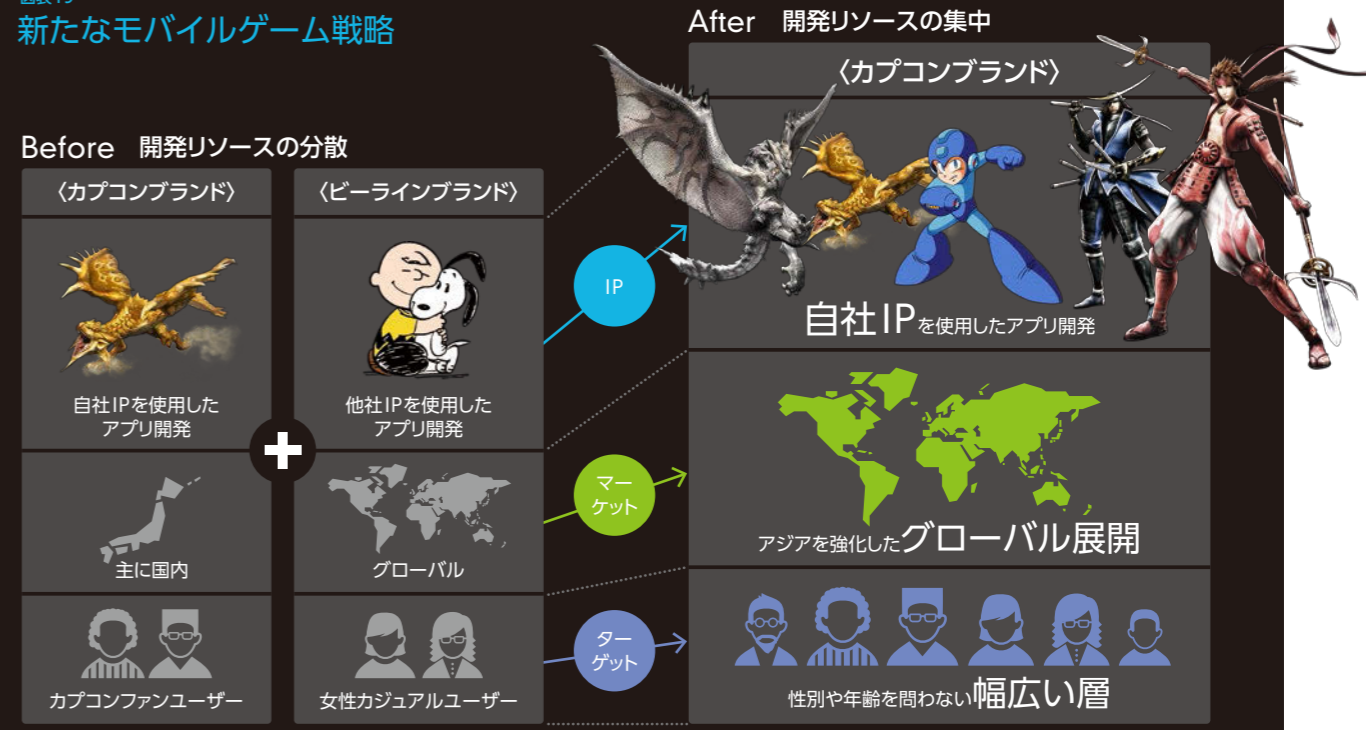 新たなモバイルゲーム戦略
Before 開発リソースの分散
〈カプコンブランド〉
〈ビーラインブランド〉
自社IPを使用した
アプリ開発
他社IPを使用した
アプリ開発
主に国内
グローバル
カプコンファンユーザー
女性カジュアルユーザー
IP
マー
ケット
ター
ゲット
After 開発リソースの集中
〈カプコンブランド〉
自社IPを使用したアプリ開発
アジアを強化したグローバル展開
性別や年齢を問わない幅広い層